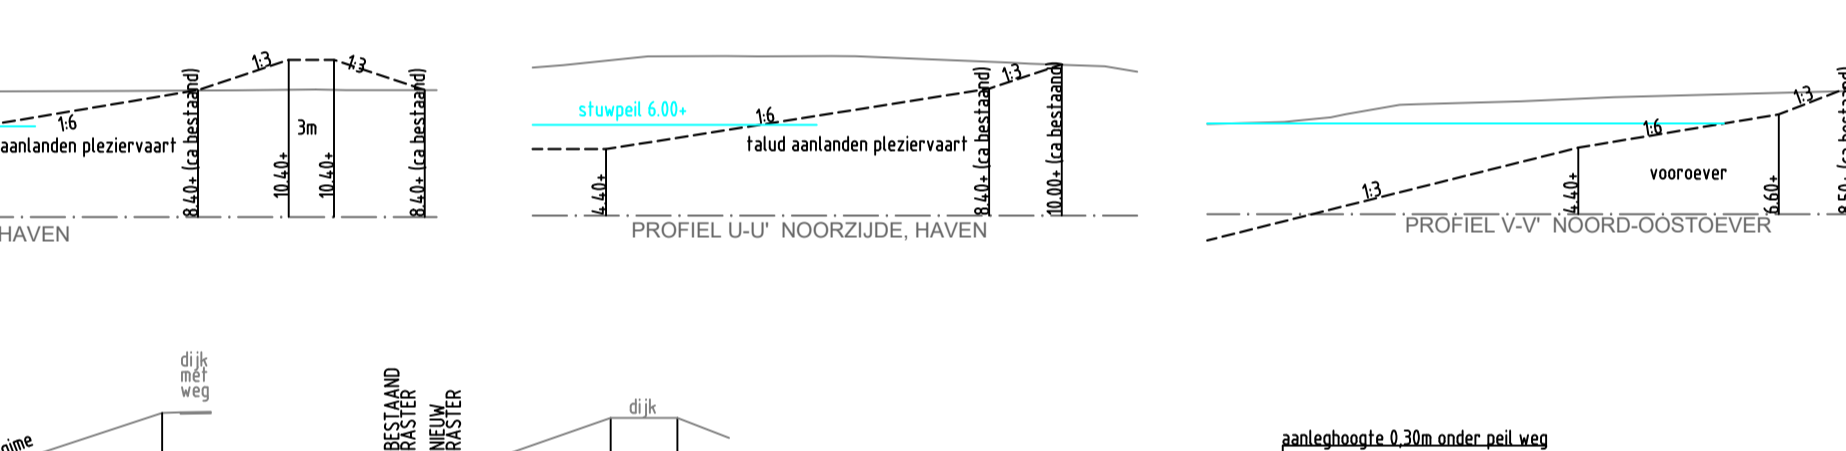 1:3
1:3
1:6
3m
aanlanden pleziervaart
8.40+ (ca bestaand)
10.40+
10.40+
8.40+ (ca bestaand)
HAVEN
stuwpeil 6.00+
1:6
1:3
talud aanlanden pleziervaart
4.40+
8.40+ (ca bestaand)
10.00+ (ca bestaand)
PROFIEL U-U' NOORZIJDE, HAVEN
1:3
1:6
1:3
vooroever
4.40+
6.60+
PROFIEL V-V' NOORD-OOSTOEVER
dijk
met
weg
BESTAAND
RASTER
NIEUW
RASTER
dijk
aanleghoogte 0,30m onder peil weg